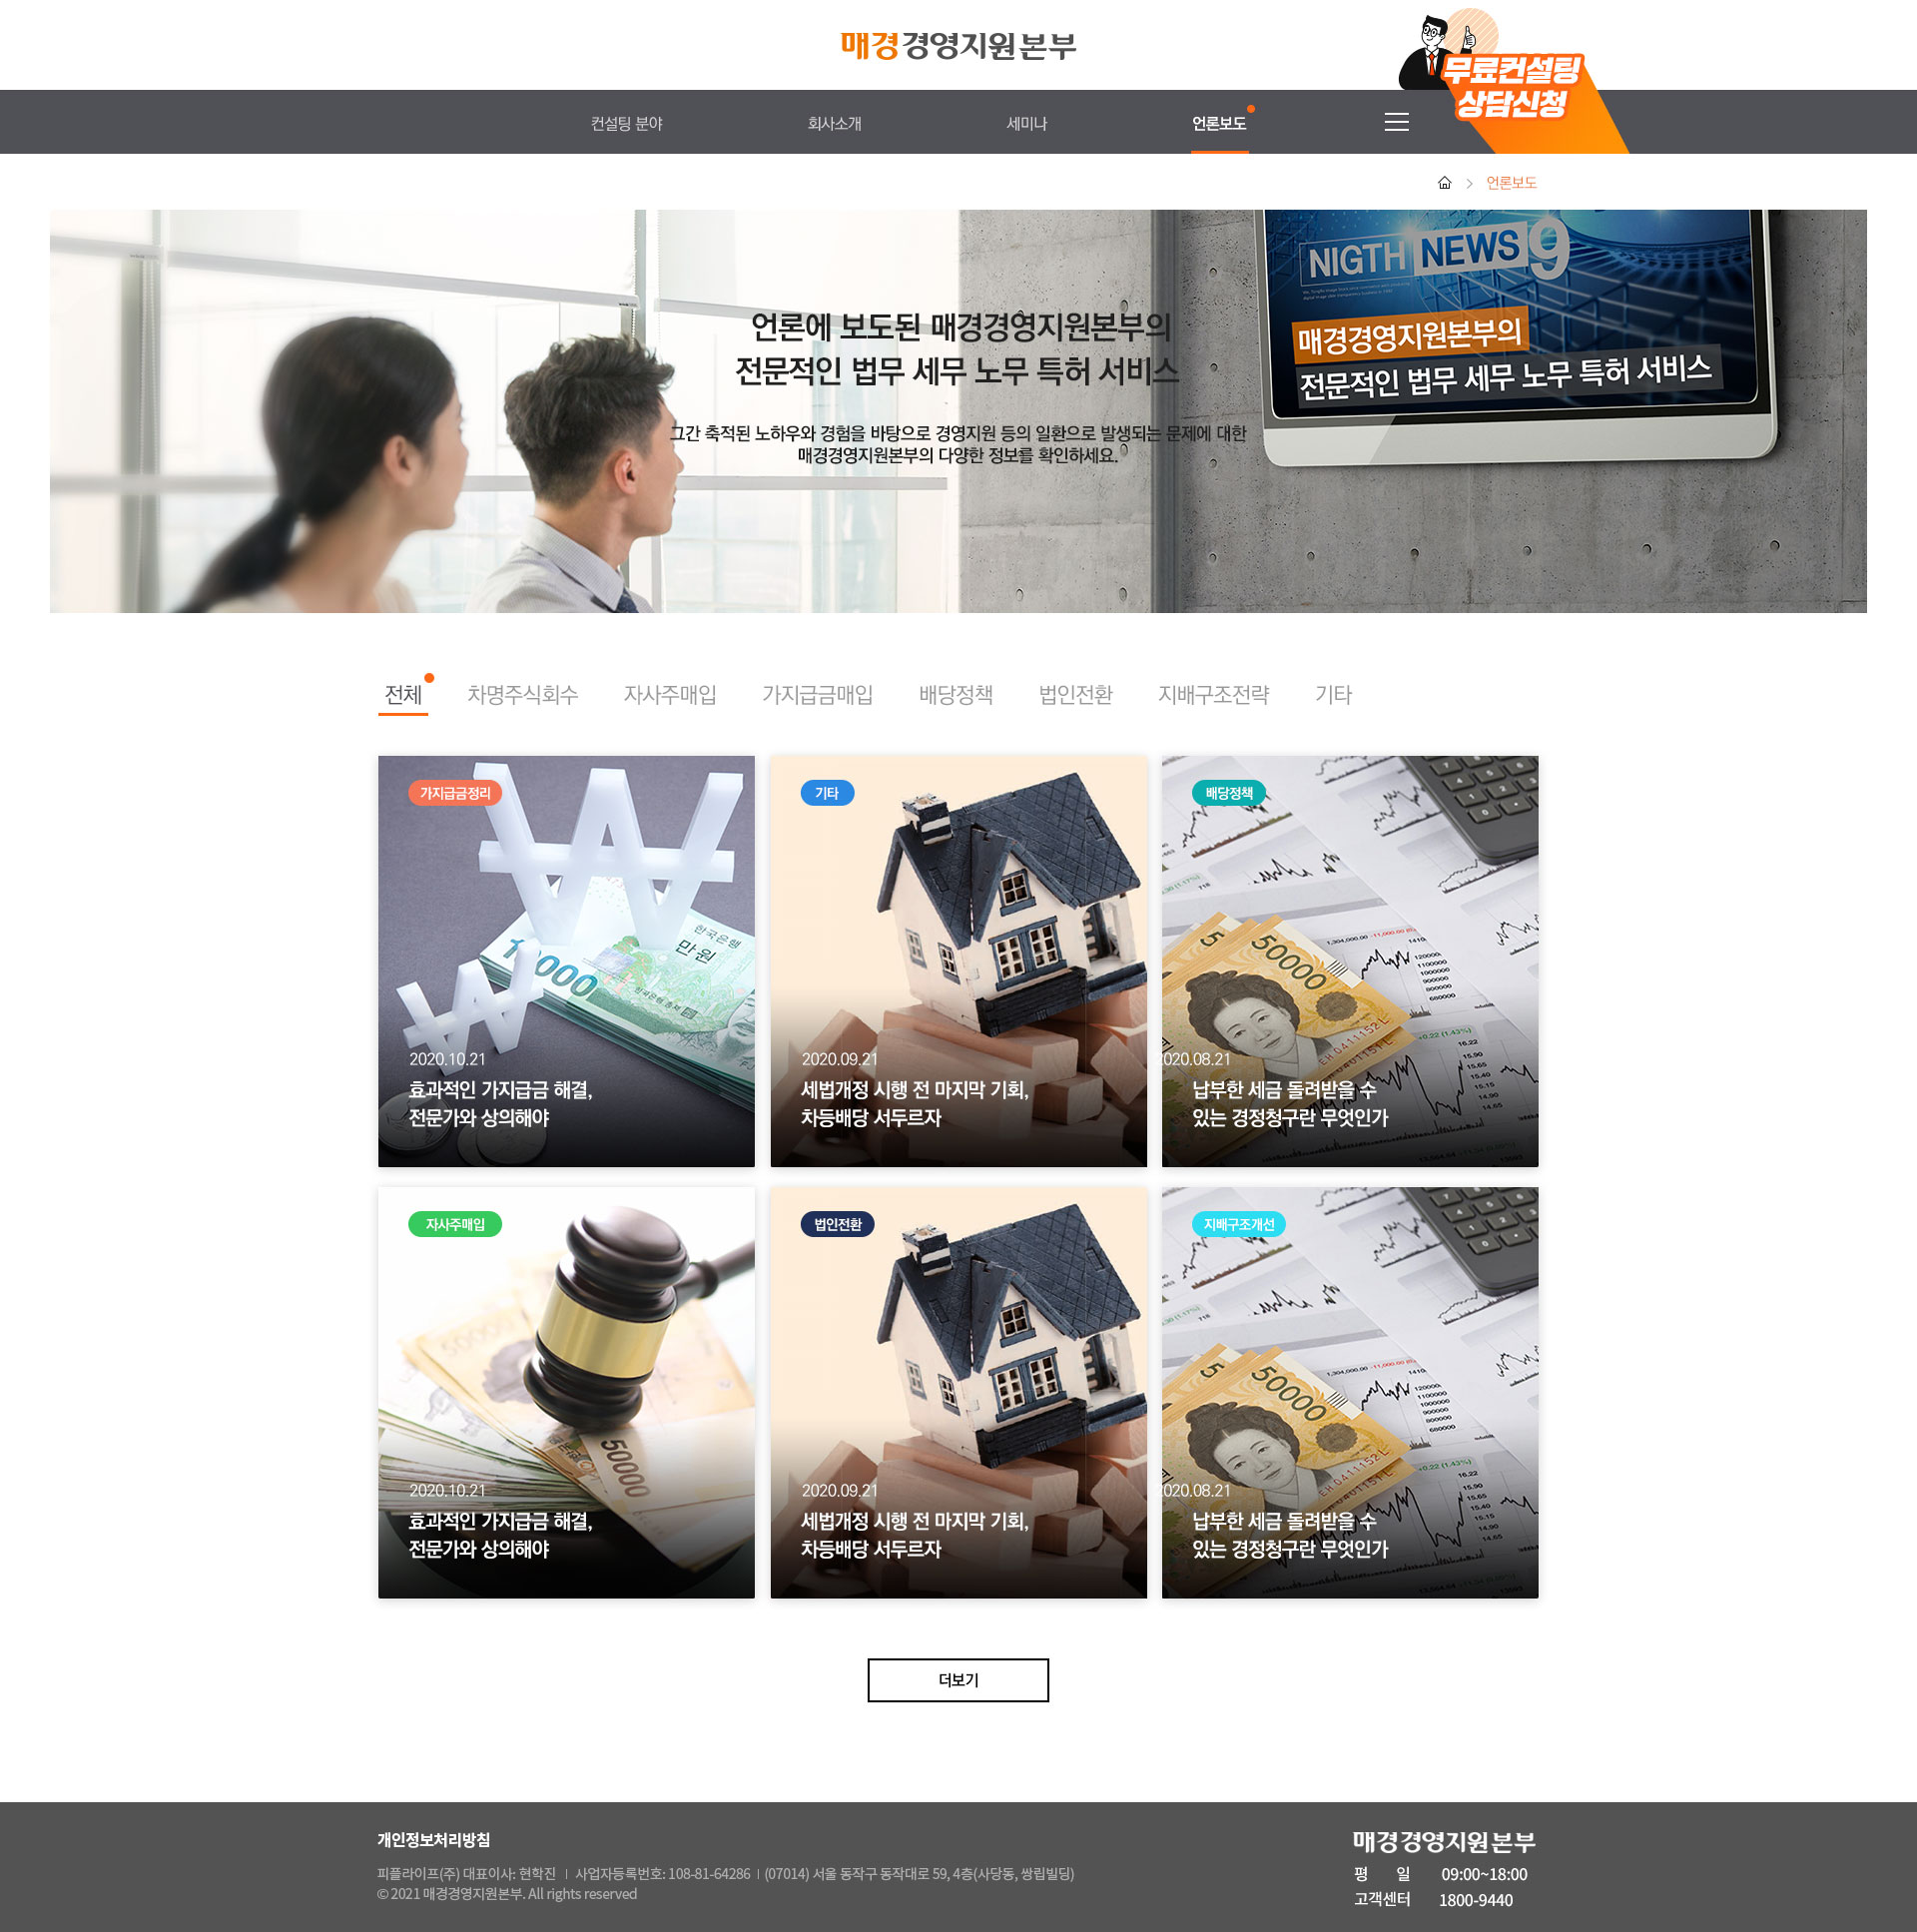 매경경영지원본부
무료컨설팅
상담신청
컨설팅 분야
회사소개
세미나
언론보도
언론보도
NIGTH NEWS 9
매경경영지원본부의
전문적인 법무 세무 노무 특허 서비스
언론에 보도된 매경경영지원본부의
전문적인 법무 세무 노무 특허 서비스
그간 축적된 노하우와 경험을 바탕으로 경영지원 등의 일환으로 발생되는 문제에 대한
매경경영지원본부의 다양한 정보를 확인하세요.
전체
차명주식회수
자사주매입
가지급금매입
배당정책
법인전환
지배구조전략
기타
가지급금정리
한국은행
만원
10000
2020.10.21
효과적인 가지급금 해결,
전문가와 상의해야
기타
2020.09.21
세법개정 시행 전 마지막 기회,
차등배당 서두르자
배당정책
50000
2020.08.21
납부한 세금 돌려받을 수
있는 경정청구란 무엇인가
자사주매입
50000
2020.10.21
효과적인 가지급금 해결,
전문가와 상의해야
법인전환
2020.09.21
세법개정 시행 전 마지막 기회,
차등배당 서두르자
지배구조개선
50000
2020.08.21
납부한 세금 돌려받을 수
있는 경정청구란 무엇인가
더보기
개인정보처리방침
피플라이프(주) 대표이사: 현학진 | 사업자등록번호: 108-81-64286 | (07014) 서울 동작구 동작대로 59, 4층(사당동, 쌍립빌딩)
© 2021 매경경영지원본부. All rights reserved
매경경영지원본부
평 일 09:00~18:00
고객센터 1800-9440